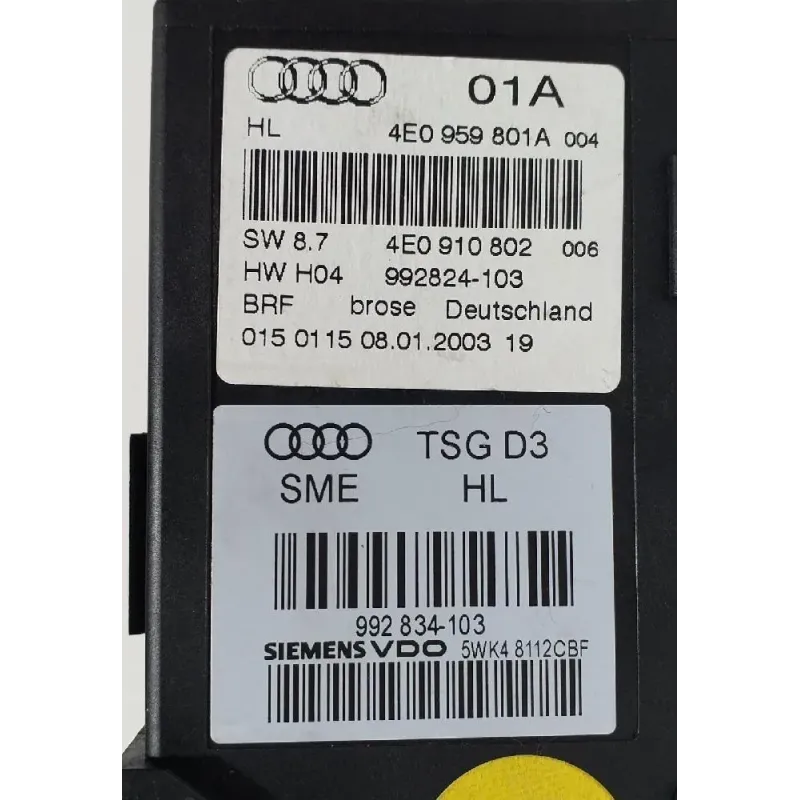 01A
HL 4E0 959 801A 004
SW 8.7 4E0 910 802 006
HW H04 992824-103
BRF brose Deutschland
015 0115 08.01.2003 19
TSG D3
SME HL
992 834-103
SIEMENS VDO 5WK4 8112CBF